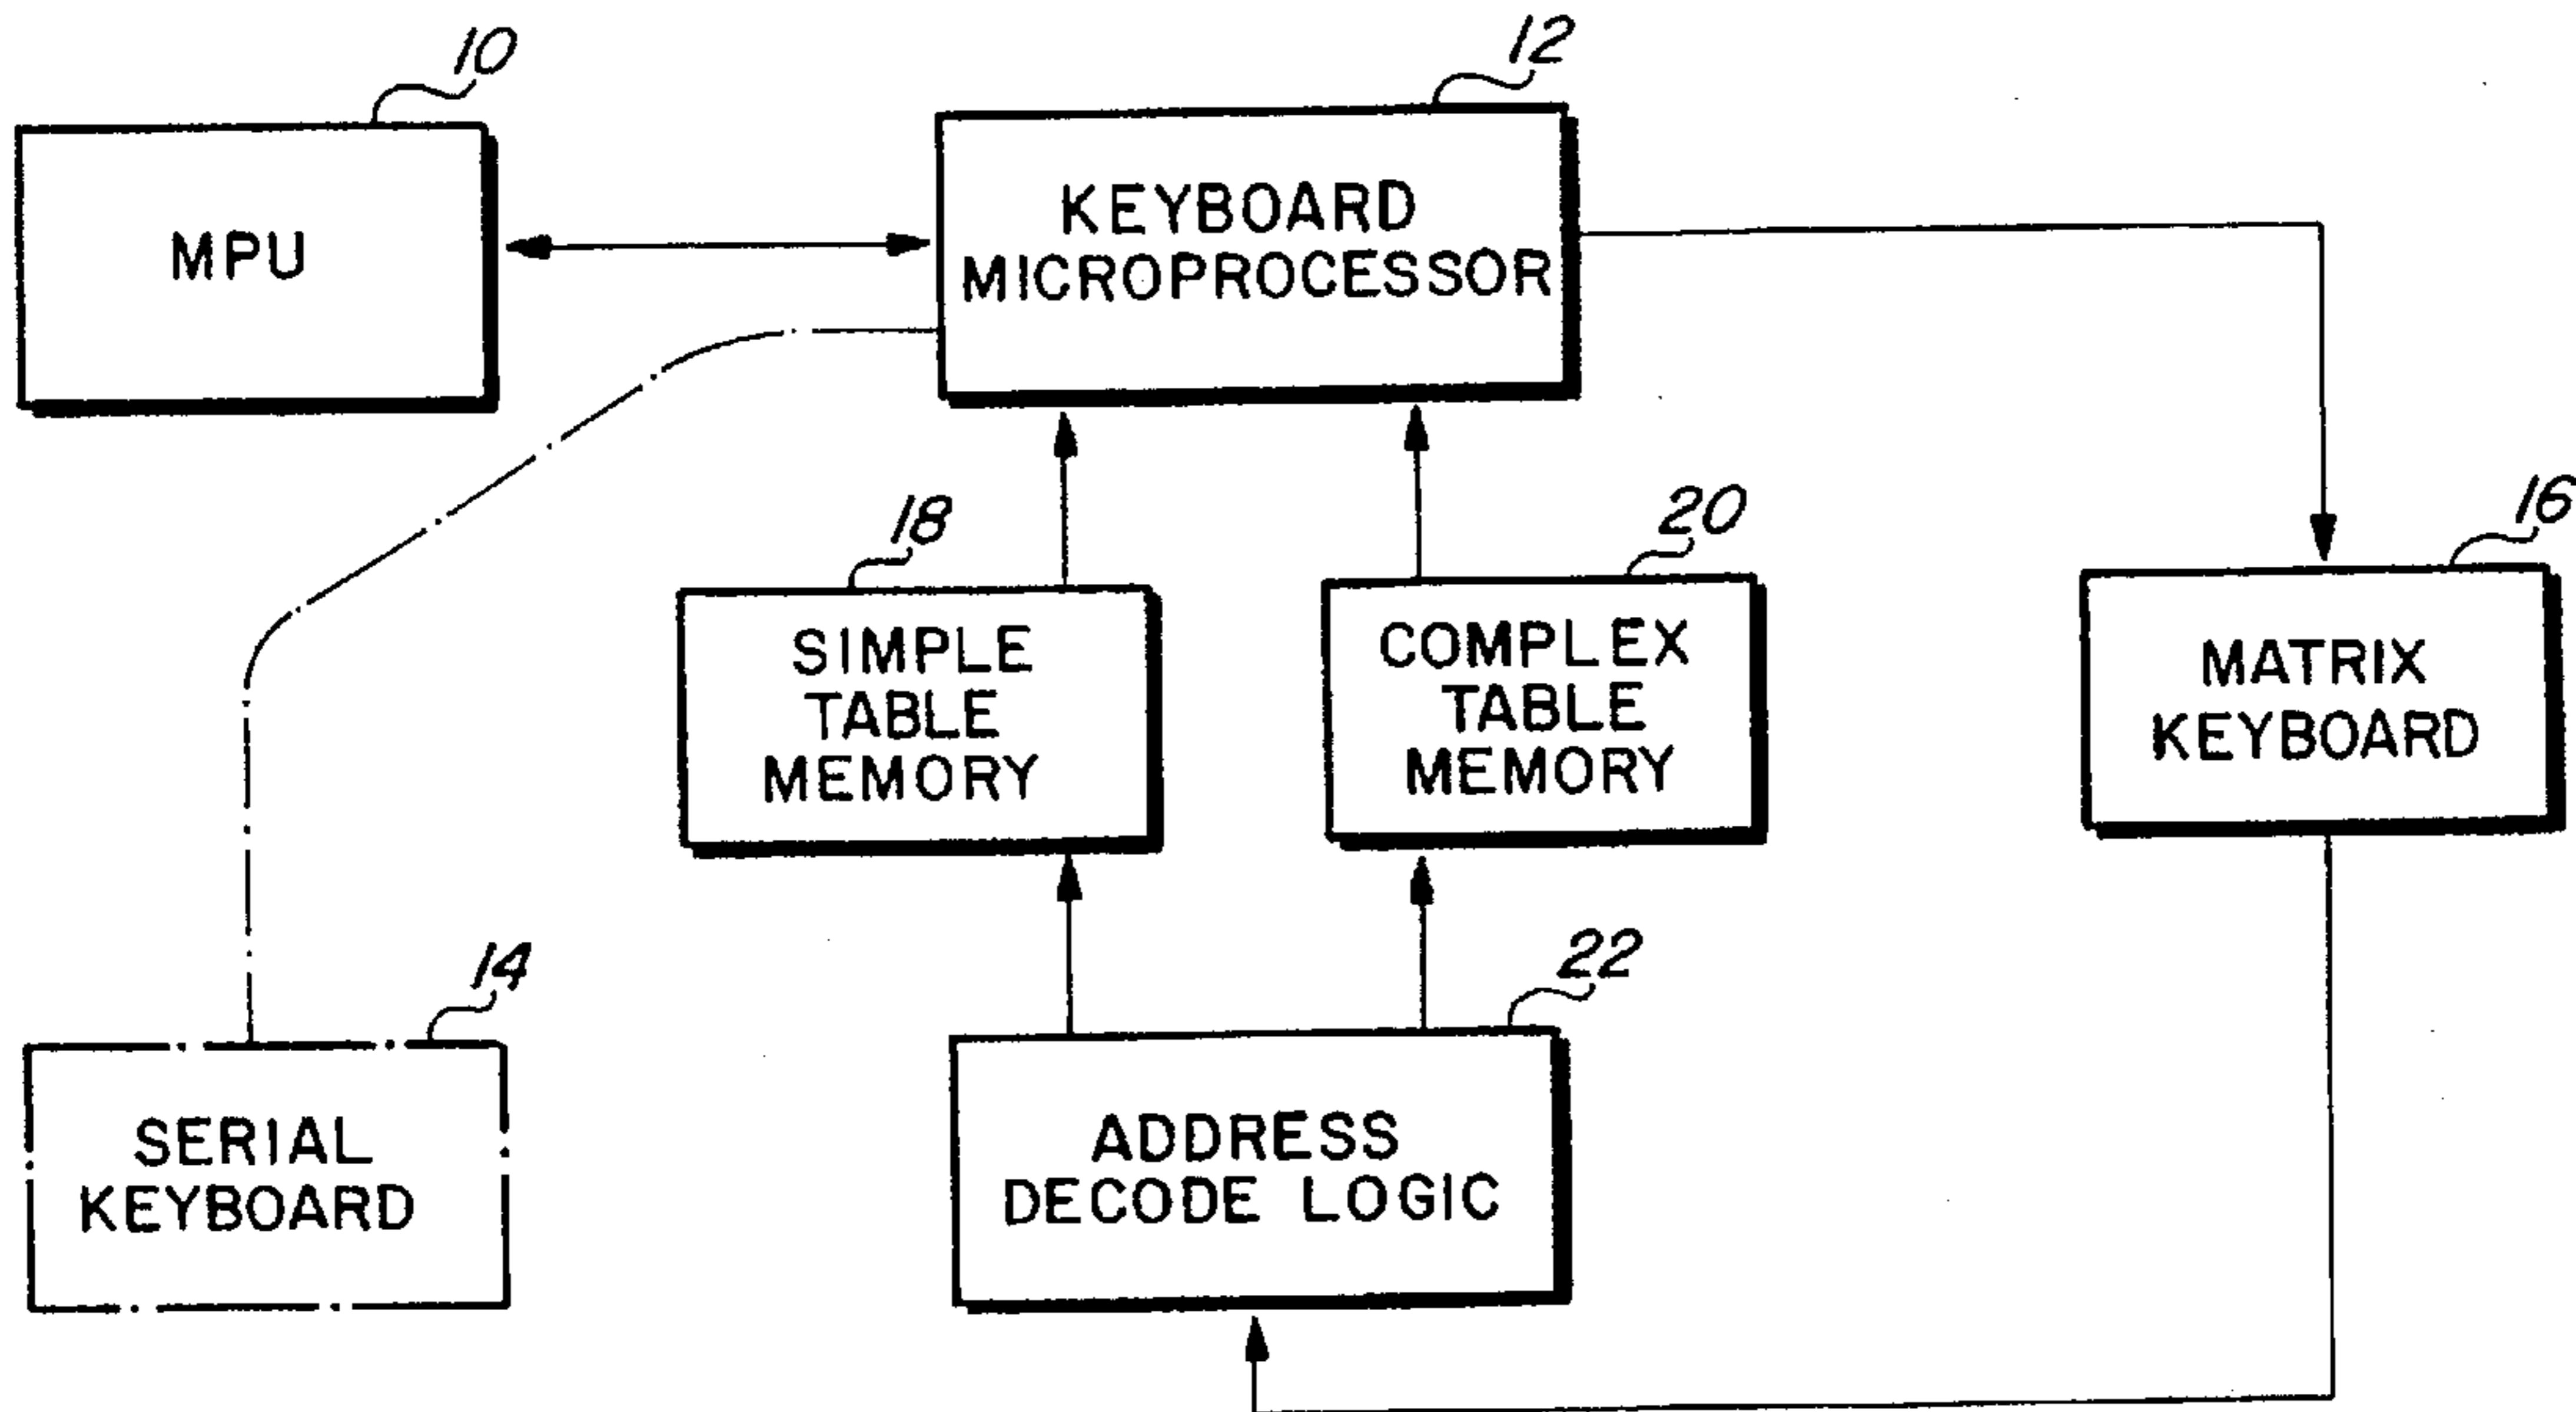 10
12
MPU
KEYBOARD
MICROPROCESSOR
18
20
16
SIMPLE
TABLE
MEMORY
COMPLEX
TABLE
MEMORY
MATRIX
KEYBOARD
14
22
SERIAL
KEYBOARD
ADDRESS
DECODE LOGIC